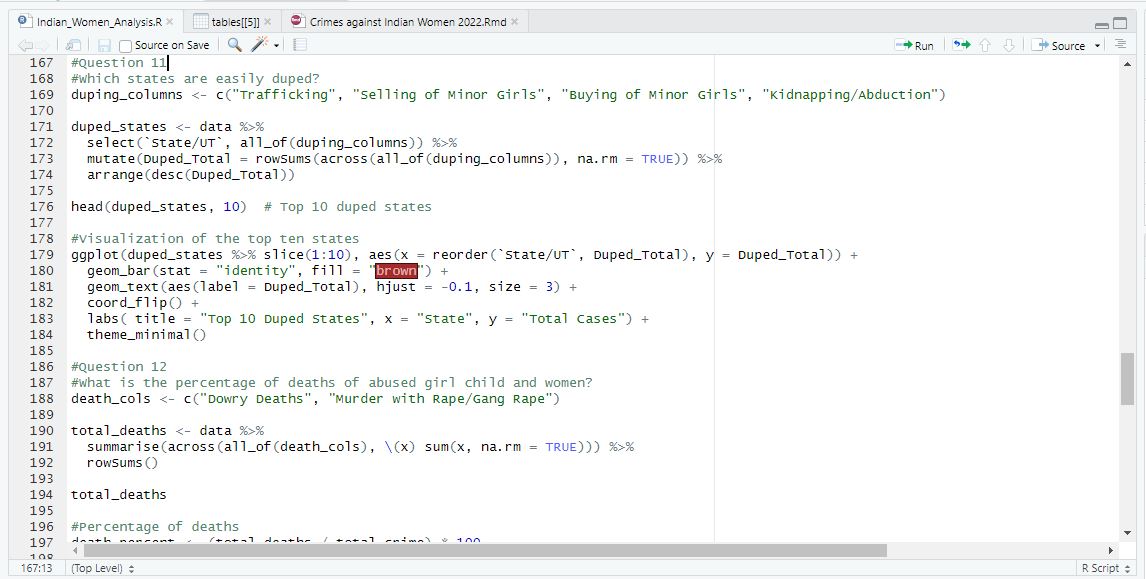 Indian_Women_Analysis.R tables[[5]] Crimes against Indian Women 2022.Rmd
Source on Save Run Source
167 #Question 11
168 #Which states are easily duped?
169 duping_columns <- c("Trafficking", "Selling of Minor Girls", "Buying of Minor Girls", "Kidnapping/Abduction")
170
171 duped_states <- data %>%
172 select(`State/UT`, all_of(duping_columns)) %>%
173 mutate(Duped_Total = rowSums(across(all_of(duping_columns)), na.rm = TRUE)) %>%
174 arrange(desc(Duped_Total))
175
176 head(duped_states, 10) # Top 10 duped states
177
178 #Visualization of the top ten states
179 ggplot(duped_states %>% slice(1:10), aes(x = reorder(`State/UT`, Duped_Total), y = Duped_Total)) +
180 geom_bar(stat = "identity", fill = "brown") +
181 geom_text(aes(label = Duped_Total), hjust = -0.1, size = 3) +
182 coord_flip() +
183 labs( title = "Top 10 Duped States", x = "State", y = "Total Cases") +
184 theme_minimal()
185
186 #Question 12
187 #What is the percentage of deaths of abused girl child and women?
188 death_cols <- c("Dowry Deaths", "Murder with Rape/Gang Rape")
189
190 total_deaths <- data %>%
191 summarise(across(all_of(death_cols), \(x) sum(x, na.rm = TRUE))) %>%
192 rowSums()
193
194 total_deaths
195
196 #Percentage of deaths
197 death_percent <- (total_deaths / total_crime) * 100
198
167:13 (Top Level) R Script